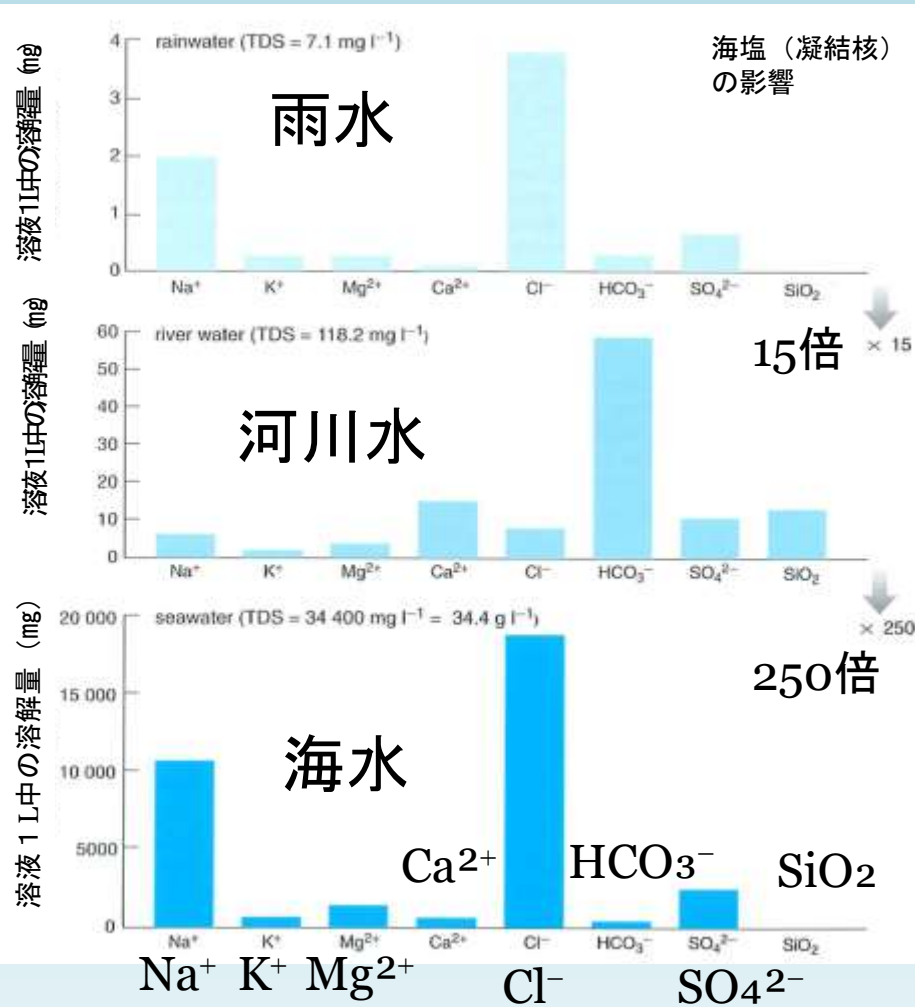 溶夜1L中の溶解量 (mg)
rainwater (TDS = 7.1 mg l⁻¹)
海塩（凝結核）
の影響
雨水
4
3
2
1
0
Na⁺ K⁺ Mg²⁺ Ca²⁺ Cl⁻ HCO₃⁻ SO₄²⁻ SiO₂
溶夜1L中の溶解量 (mg)
river water (TDS = 118.2 mg l⁻¹)
15倍 × 15
河川水
60
50
40
30
20
10
0
Na⁺ K⁺ Mg²⁺ Ca²⁺ Cl⁻ HCO₃⁻ SO₄²⁻ SiO₂
溶液１L中の溶解量（mg）
seawater (TDS = 34 400 mg l⁻¹ = 34.4 g l⁻¹)
× 250
250倍
海水
20 000
15 000
10 000
5000
0
Ca²⁺ HCO₃⁻ SiO₂
Na⁺ K⁺ Mg²⁺ Ca²⁺ Cl⁻ HCO₃⁻ SO₄²⁻ SiO₂
Na⁺ K⁺ Mg²⁺ Cl⁻ SO₄²⁻